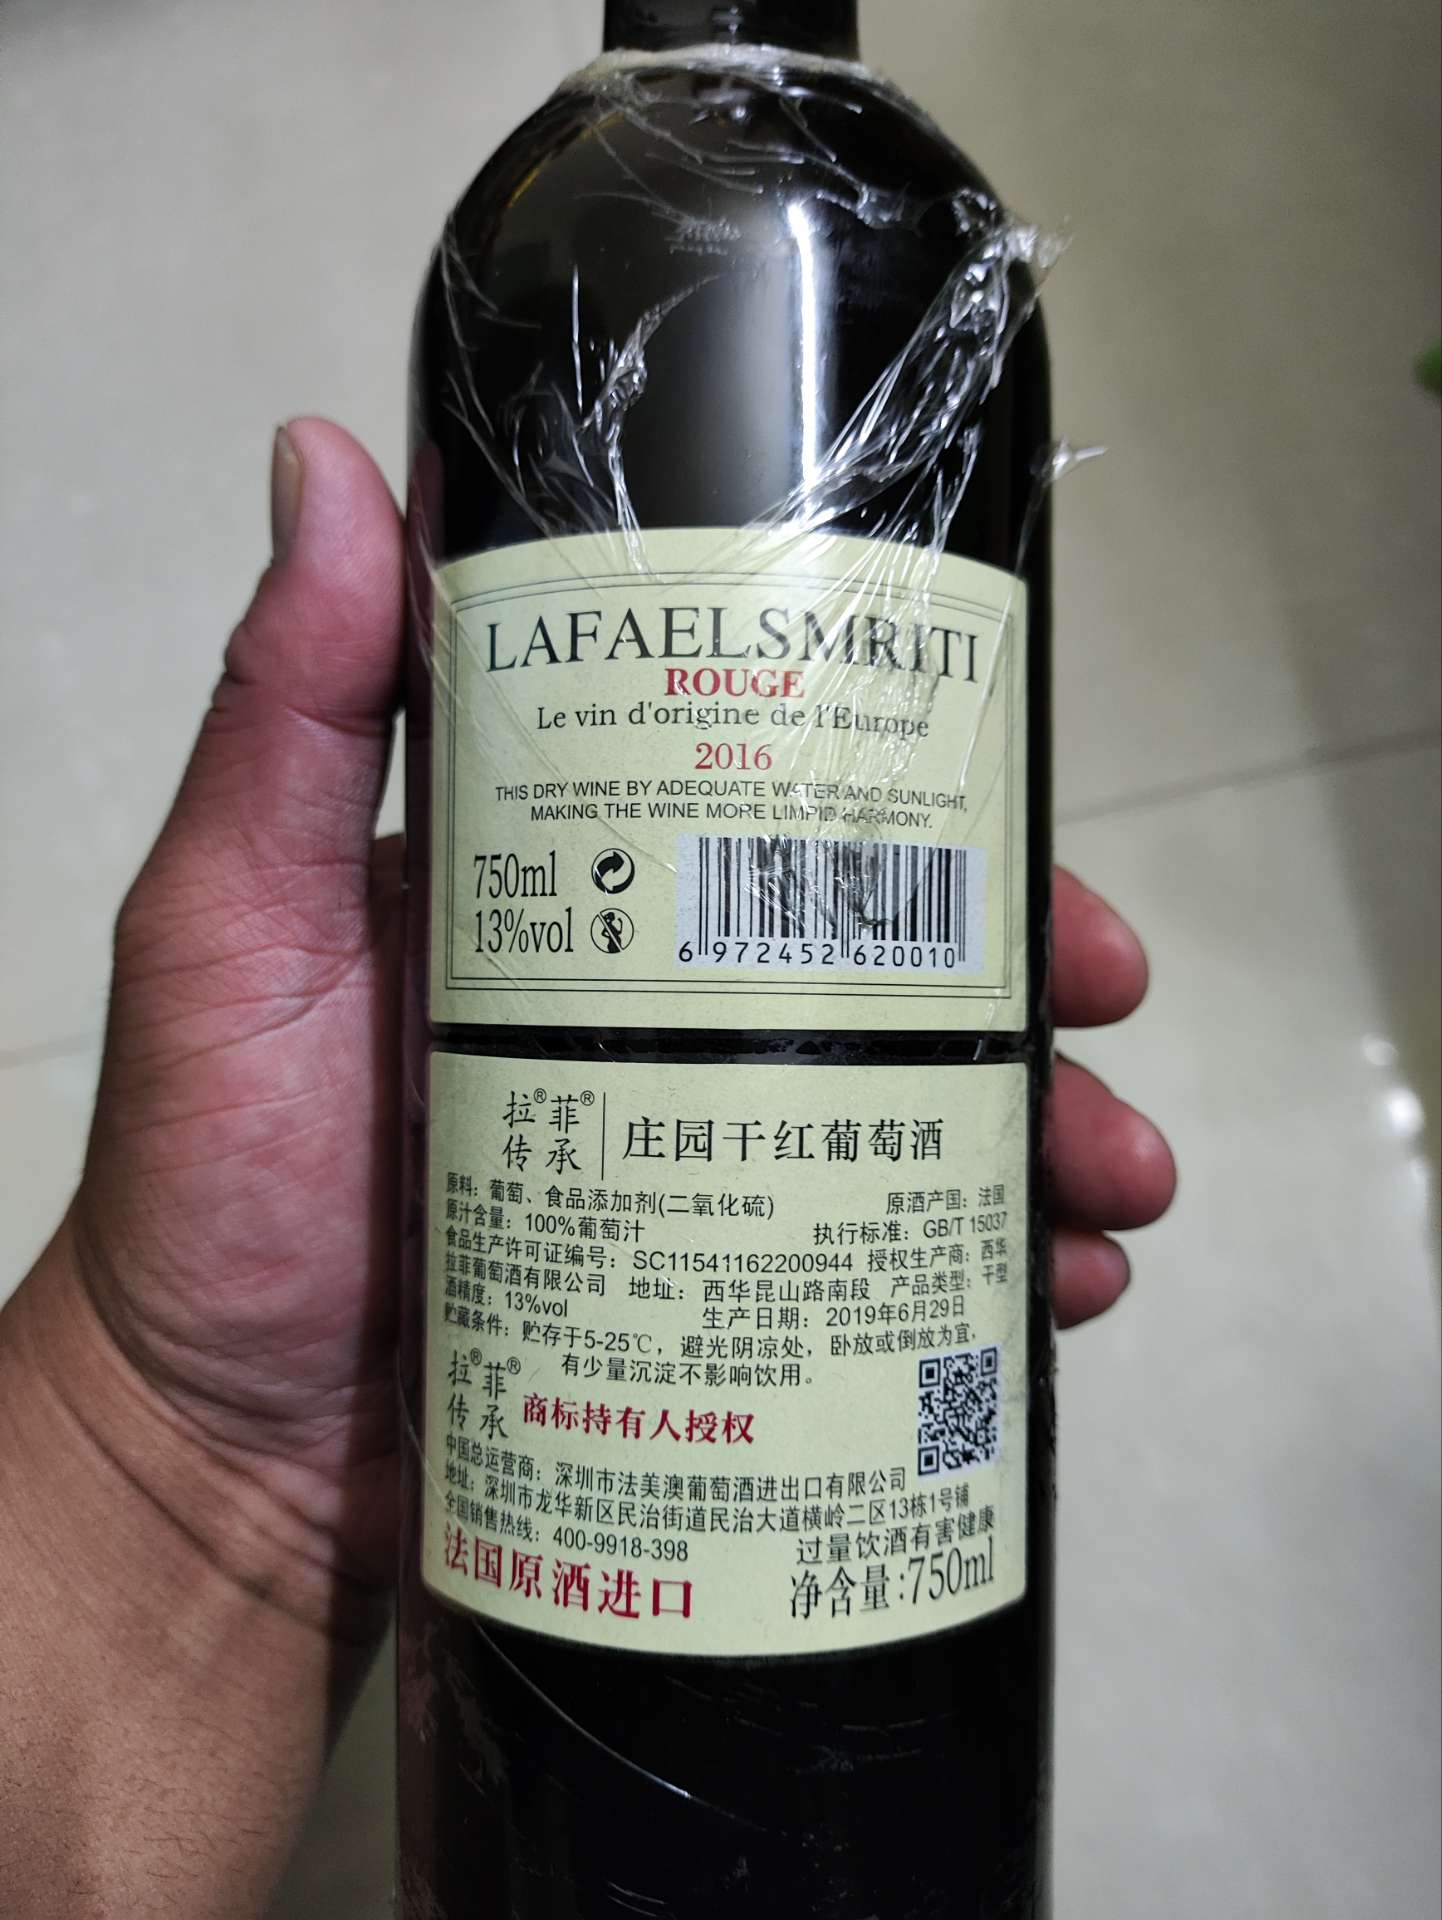 LAFAELSMRITI
ROUGE
Le vin d'origine de l'Europe
2016
THIS DRY WINE BY ADEQUATE WATER AND SUNLIGHT,
MAKING THE WINE MORE LIMPID HARMONY.
750ml
13%vol
6 972452 620010
拉®菲®
传承
庄园干红葡萄酒
原料：葡萄、食品添加剂(二氧化硫) 原酒产国：法国
原汁含量：100%葡萄汁 执行标准：GB/T 15037
食品生产许可证编号：SC11541162200944 授权生产商：西华
拉菲葡萄酒有限公司 地址：西华昆山路南段 产品类型：干型
酒精度：13%vol 生产日期：2019年6月29日
贮藏条件：贮存于5-25℃，避光阴凉处，卧放或倒放为宜，
有少量沉淀不影响饮用。
拉®菲®
传承
商标持有人授权
中国总运营商：深圳市法美澳葡萄酒进出口有限公司
地址：深圳市龙华新区民治街道民治大道横岭二区13栋1号铺
全国销售热线：400-9918-398 过量饮酒有害健康
法国原酒进口 净含量:750ml